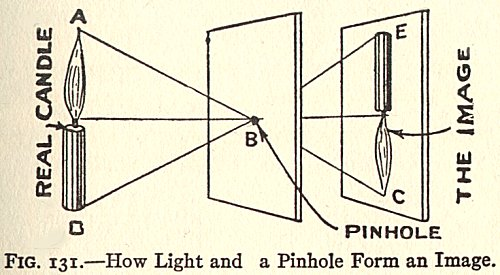 A
E
REAL CANDLE
B
THE IMAGE
C
D
PINHOLE
FIG. 131.—How Light and a Pinhole Form an Image.